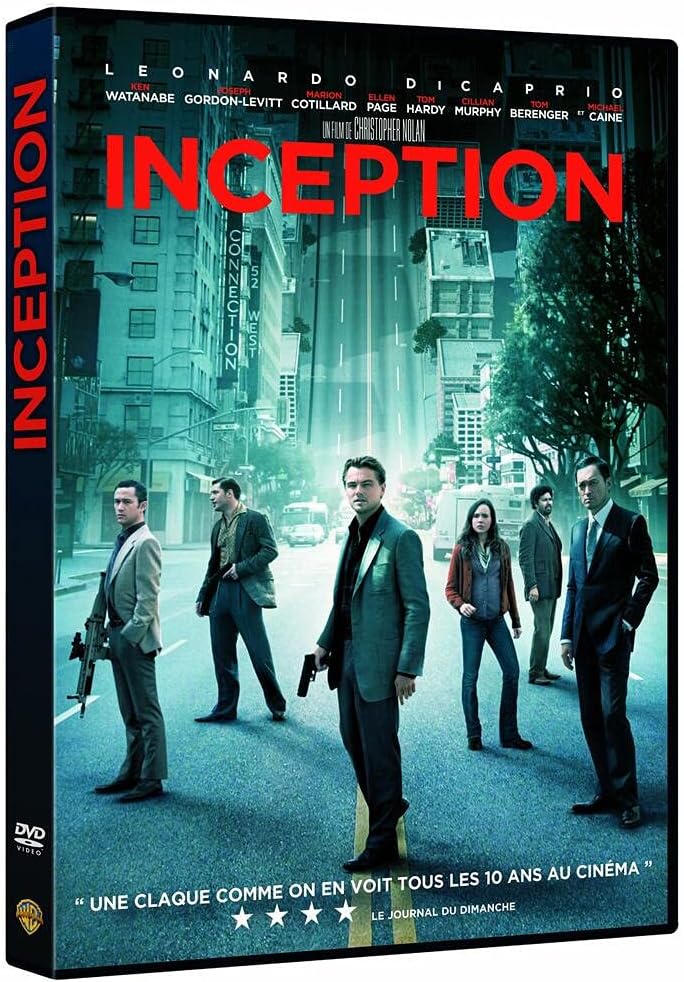 INCEPTION
DVD
VIDEO
LEONARDO DICAPRIO
KEN WATANABE JOSEPH GORDON-LEVITT MARION COTILLARD ELLEN PAGE TOM HARDY CILLIAN MURPHY TOM BERENGER ET MICHAEL CAINE
UN FILM DE CHRISTOPHER NOLAN
INCEPTION
CONNECTION
52 WEST
“ UNE CLAQUE COMME ON EN VOIT TOUS LES 10 ANS AU CINÉMA ”
LE JOURNAL DU DIMANCHE